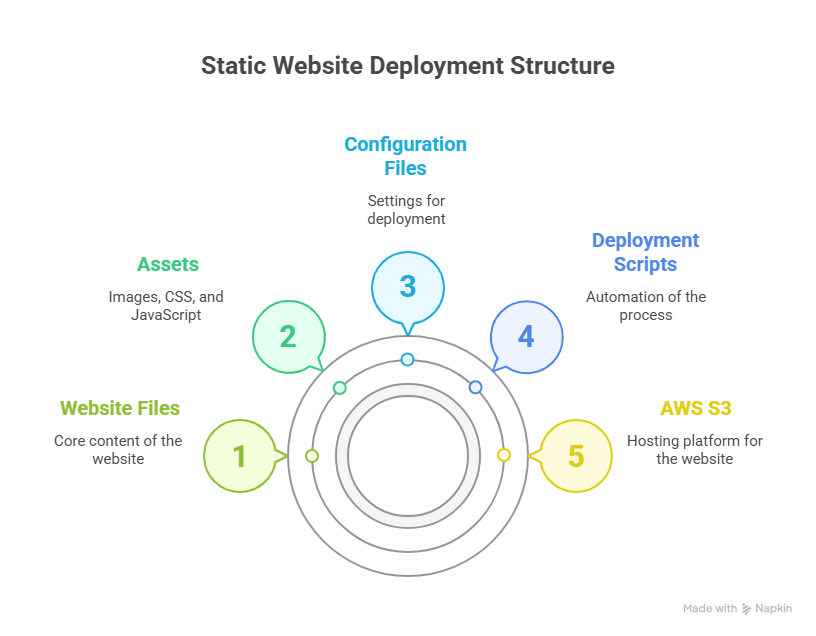 Static Website Deployment Structure
Configuration
Files
Settings for
deployment
Deployment
Scripts
Automation of the
process
Assets
Images, CSS, and
JavaScript
3
2
4
Website Files
Core content of the
website
1
5
AWS S3
Hosting platform for
the website
Made with Napkin